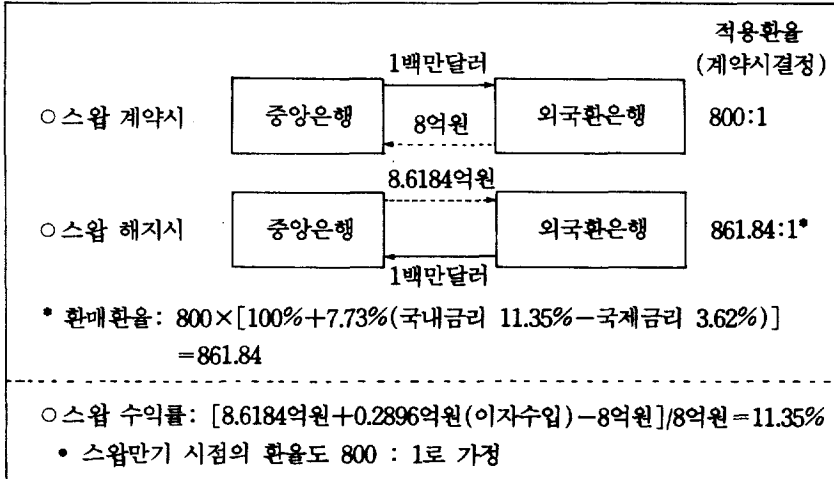 적용환율
1백만달러 (계약시결정)
○스왑 계약시 중앙은행 외국환은행 800:1
8억원
8.6184억원
○스왑 해지시 중앙은행 외국환은행 861.84:1*
1백만달러
* 환매환율: 800×[100%+7.73%(국내금리 11.35%-국제금리 3.62%)]
=861.84
○스왑 수익률: [8.6184억원+0.2896억원(이자수입)-8억원]/8억원=11.35%
• 스왑만기 시점의 환율도 800 : 1로 가정